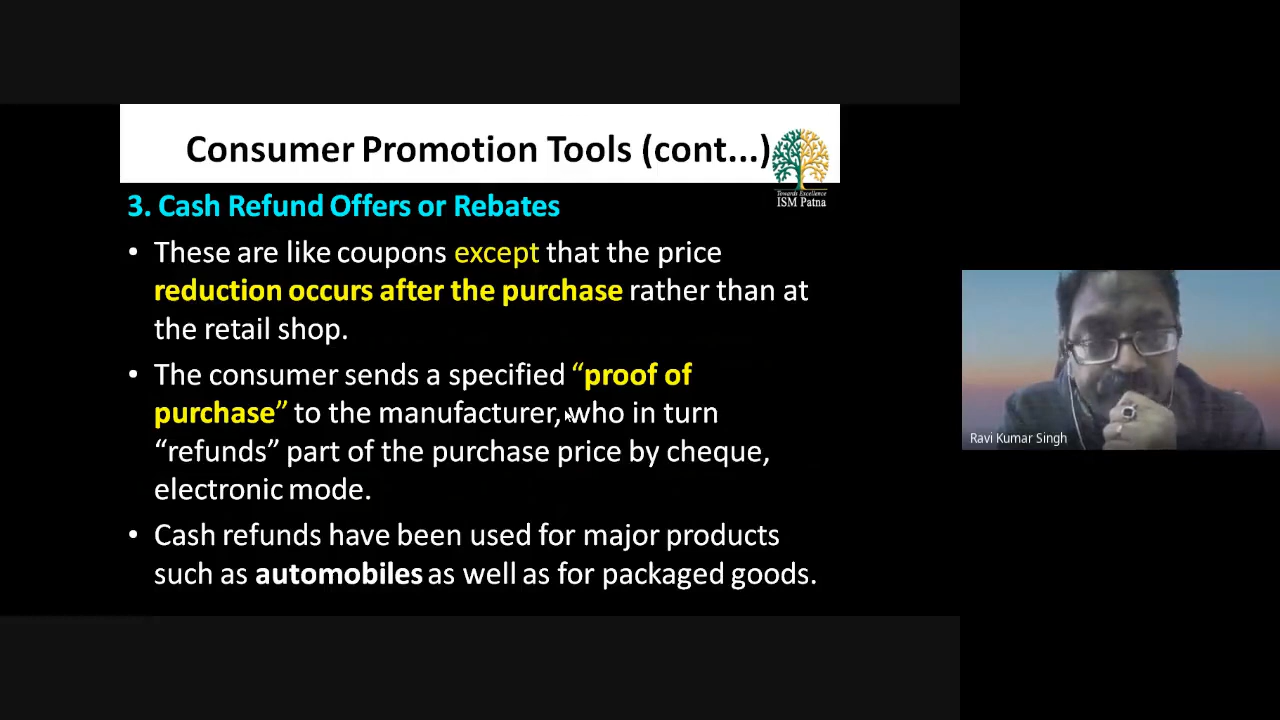 Consumer Promotion Tools (cont...)
Towards Excellence
ISM Patna
3. Cash Refund Offers or Rebates
• These are like coupons except that the price
reduction occurs after the purchase rather than at
the retail shop.
• The consumer sends a specified “proof of
purchase” to the manufacturer, who in turn
“refunds” part of the purchase price by cheque,
electronic mode.
• Cash refunds have been used for major products
such as automobiles as well as for packaged goods.
Ravi Kumar Singh